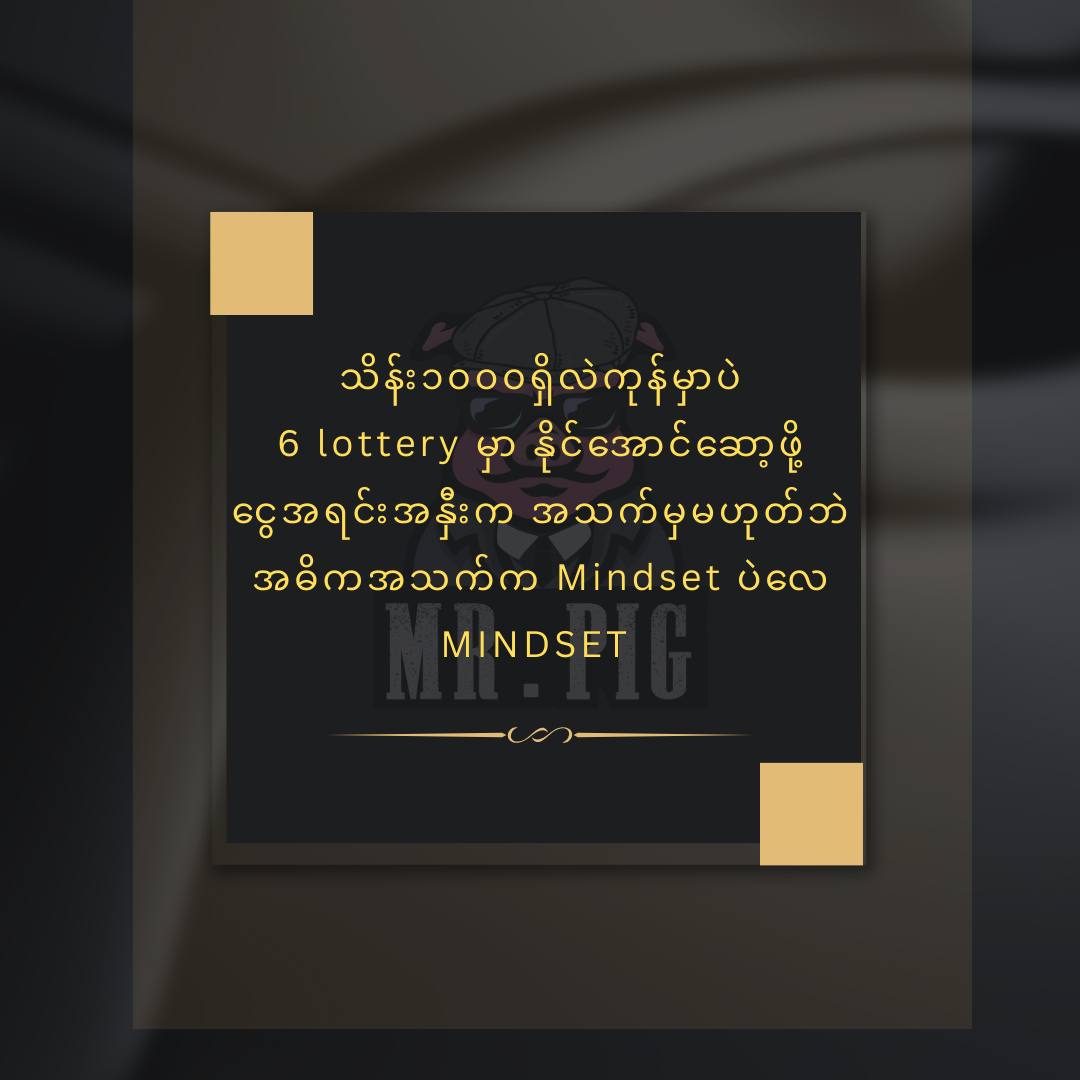 သိန်း၁၀၀၀ရှိလဲကုန်မှာပဲ
6 lottery မှာ နိုင်အောင်ဆော့ဖို့
ငွေအရင်းအနှီးက အသက်မှမဟုတ်ဘဲ
အဓိကအသက်က Mindset ပဲလေ
MINDSET
MR.PIG